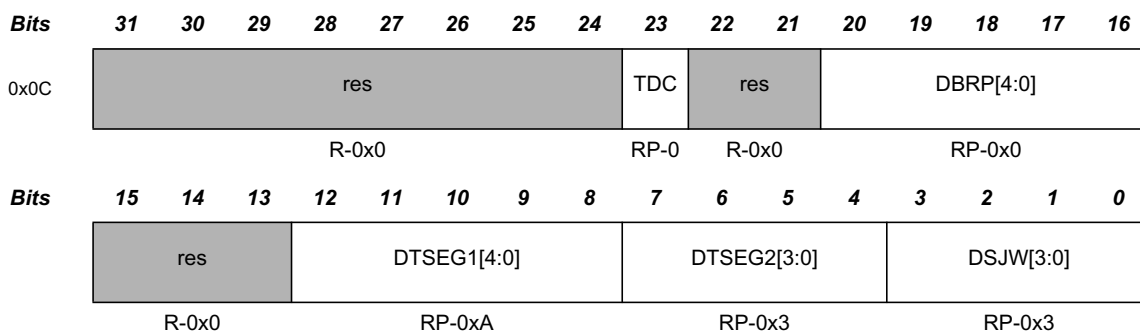 Bits 31 30 29 28 27 26 25 24 23 22 21 20 19 18 17 16
0x0C res TDC res DBRP[4:0]
R-0x0 RP-0 R-0x0 RP-0x0
Bits 15 14 13 12 11 10 9 8 7 6 5 4 3 2 1 0
res DTSEG1[4:0] DTSEG2[3:0] DSJW[3:0]
R-0x0 RP-0xA RP-0x3 RP-0x3